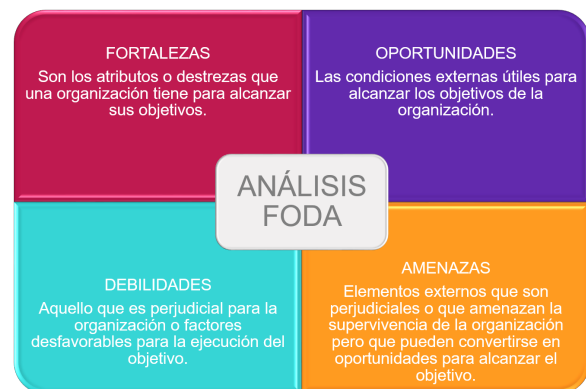 FORTALEZAS
Son los atributos o destrezas que
una organización tiene para alcanzar
sus objetivos.
OPORTUNIDADES
Las condiciones externas útiles para
alcanzar los objetivos de la
organización.
ANÁLISIS
FODA
DEBILIDADES
Aquello que es perjudicial para la
organización o factores
desfavorables para la ejecución del
objetivo.
AMENAZAS
Elementos externos que son
perjudiciales o que amenazan la
supervivencia de la organización
pero que pueden convertirse en
oportunidades para alcanzar el
objetivo.